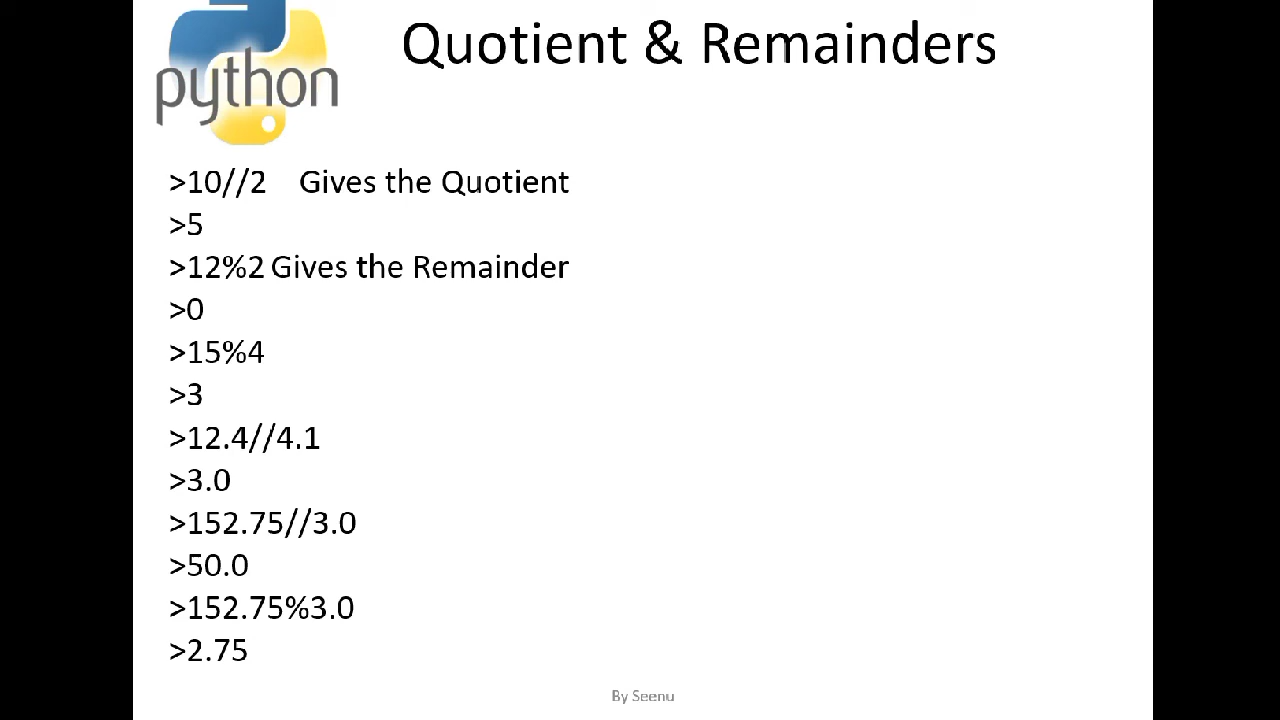 Quotient & Remainders
python
>10//2 Gives the Quotient
>5
>12%2 Gives the Remainder
>0
>15%4
>3
>12.4//4.1
>3.0
>152.75//3.0
>50.0
>152.75%3.0
>2.75
By Seenu